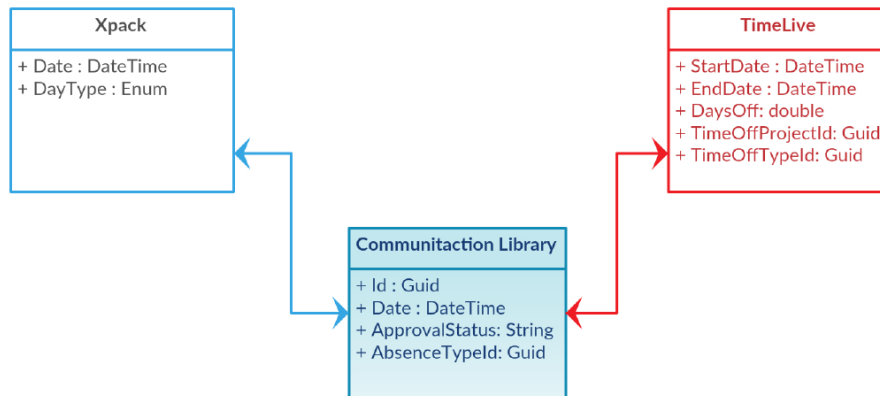 Xpack
+ Date : DateTime
+ DayType : Enum
TimeLive
+ StartDate : DateTime
+ EndDate : DateTime
+ DaysOff: double
+ TimeOffProjectId: Guid
+ TimeOffTypeId: Guid
Communitaction Library
+ Id : Guid
+ Date : DateTime
+ ApprovalStatus: String
+ AbsenceTypeId: Guid